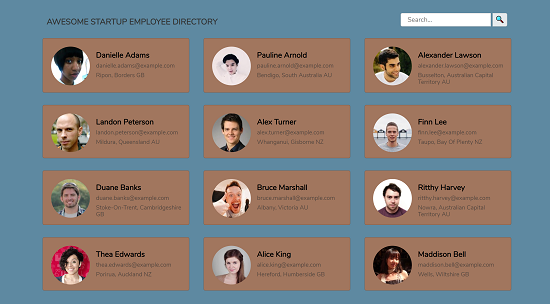 AWESOME STARTUP EMPLOYEE DIRECTORY
Search...
Danielle Adams
danielle.adams@example.com
Ripon, Borders GB
Pauline Arnold
pauline.arnold@example.com
Bendigo, South Australia AU
Alexander Lawson
alexander.lawson@example.com
Busselton, Australian Capital
Territory AU
Landon Peterson
landon.peterson@example.com
Mildura, Queensland AU
Alex Turner
alex.turner@example.com
Whanganui, Gisborne NZ
Finn Lee
finn.lee@example.com
Taupo, Bay Of Plenty NZ
Duane Banks
duane.banks@example.com
Stoke-On-Trent, Cambridgeshire
GB
Bruce Marshall
bruce.marshall@example.com
Albany, Victoria AU
Ritthy Harvey
ritthy.harvey@example.com
Nowra, Australian Capital
Territory AU
Thea Edwards
thea.edwards@example.com
Porirua, Auckland NZ
Alice King
alice.king@example.com
Hereford, Humberside GB
Maddison Bell
maddison.bell@example.com
Wells, Wiltshire GB